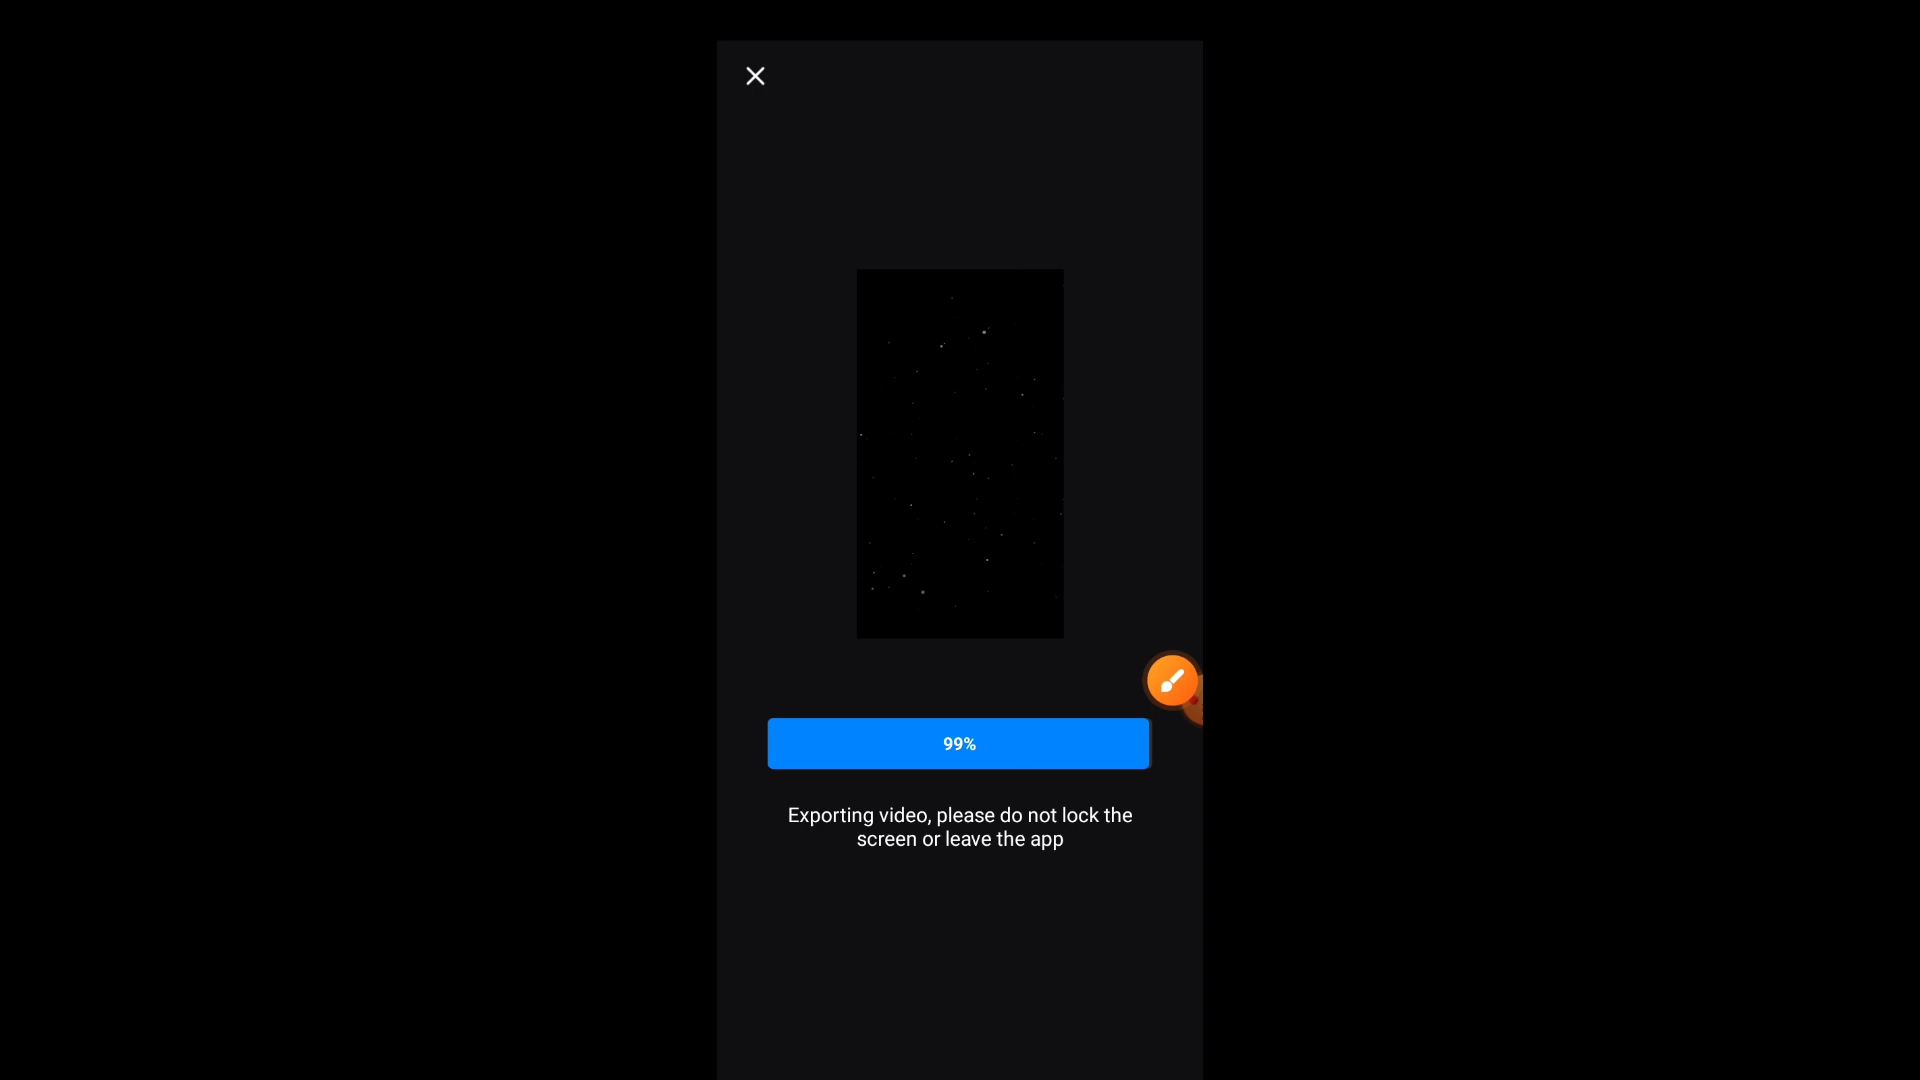 99%
Exporting video, please do not lock the
screen or leave the app